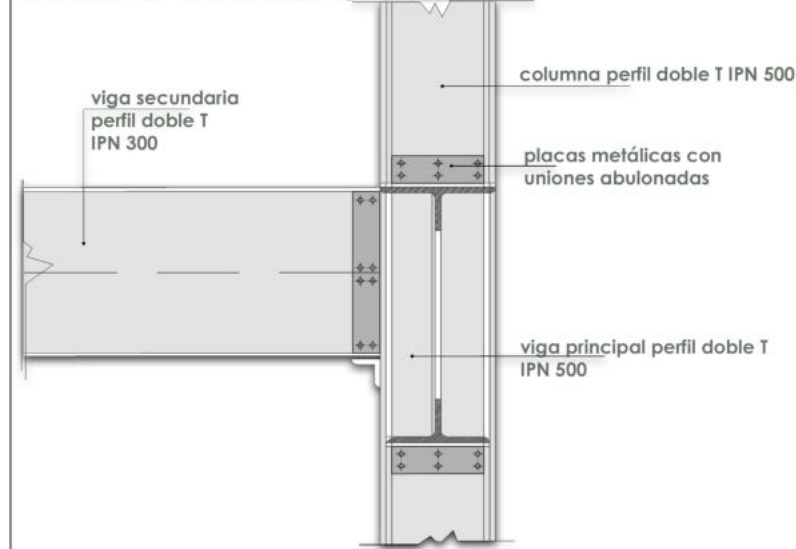 viga secundaria
perfil doble T
IPN 300
columna perfil doble T IPN 500
placas metálicas con
uniones abulonadas
viga principal perfil doble T
IPN 500